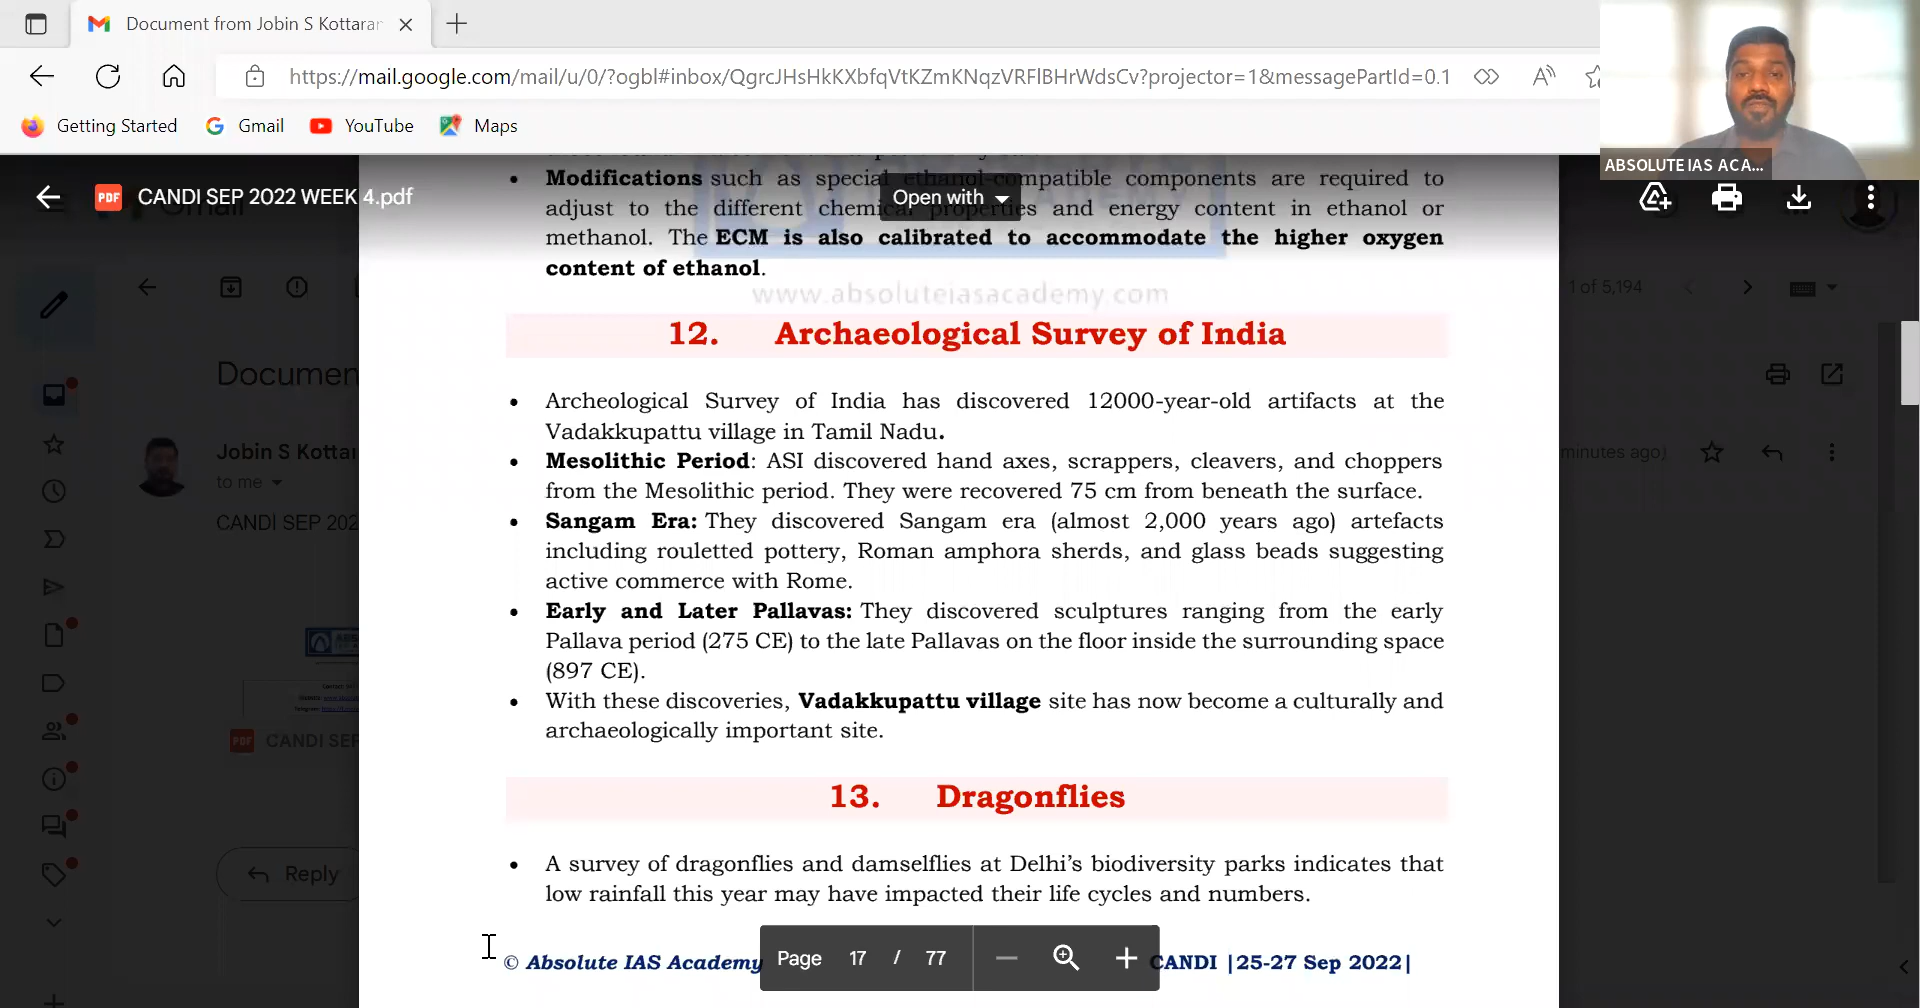 Document from Jobin S Kottaran
https://mail.google.com/mail/u/0/?ogbl#inbox/QgrcJHsHkKXbfqVtKZmKNqzVRFlBHrWdsCv?projector=1&messagePartId=0.1
Getting Started Gmail YouTube Maps
ABSOLUTE IAS ACA...
PDF CANDI SEP 2022 WEEK 4.pdf
Open with
Modifications such as special ethanol-compatible components are required to
adjust to the different chemical properties and energy content in ethanol or
methanol. The ECM is also calibrated to accommodate the higher oxygen
content of ethanol.
www.absoluteiasacademy.com
1 of 5,194
12. Archaeological Survey of India
Documen
• Archeological Survey of India has discovered 12000-year-old artifacts at the
Vadakkupattu village in Tamil Nadu.
Jobin S Kottar
minutes ago)
to me
CANDI SEP 202
• Mesolithic Period: ASI discovered hand axes, scrappers, cleavers, and choppers
from the Mesolithic period. They were recovered 75 cm from beneath the surface.
• Sangam Era: They discovered Sangam era (almost 2,000 years ago) artefacts
including rouletted pottery, Roman amphora sherds, and glass beads suggesting
active commerce with Rome.
• Early and Later Pallavas: They discovered sculptures ranging from the early
Pallava period (275 CE) to the late Pallavas on the floor inside the surrounding space
(897 CE).
• With these discoveries, Vadakkupattu village site has now become a culturally and
archaeologically important site.
PDF CANDI SEP
13. Dragonflies
• A survey of dragonflies and damselflies at Delhi's biodiversity parks indicates that
low rainfall this year may have impacted their life cycles and numbers.
Reply
© Absolute IAS Academy
Page 17 / 77
CANDI |25-27 Sep 2022|